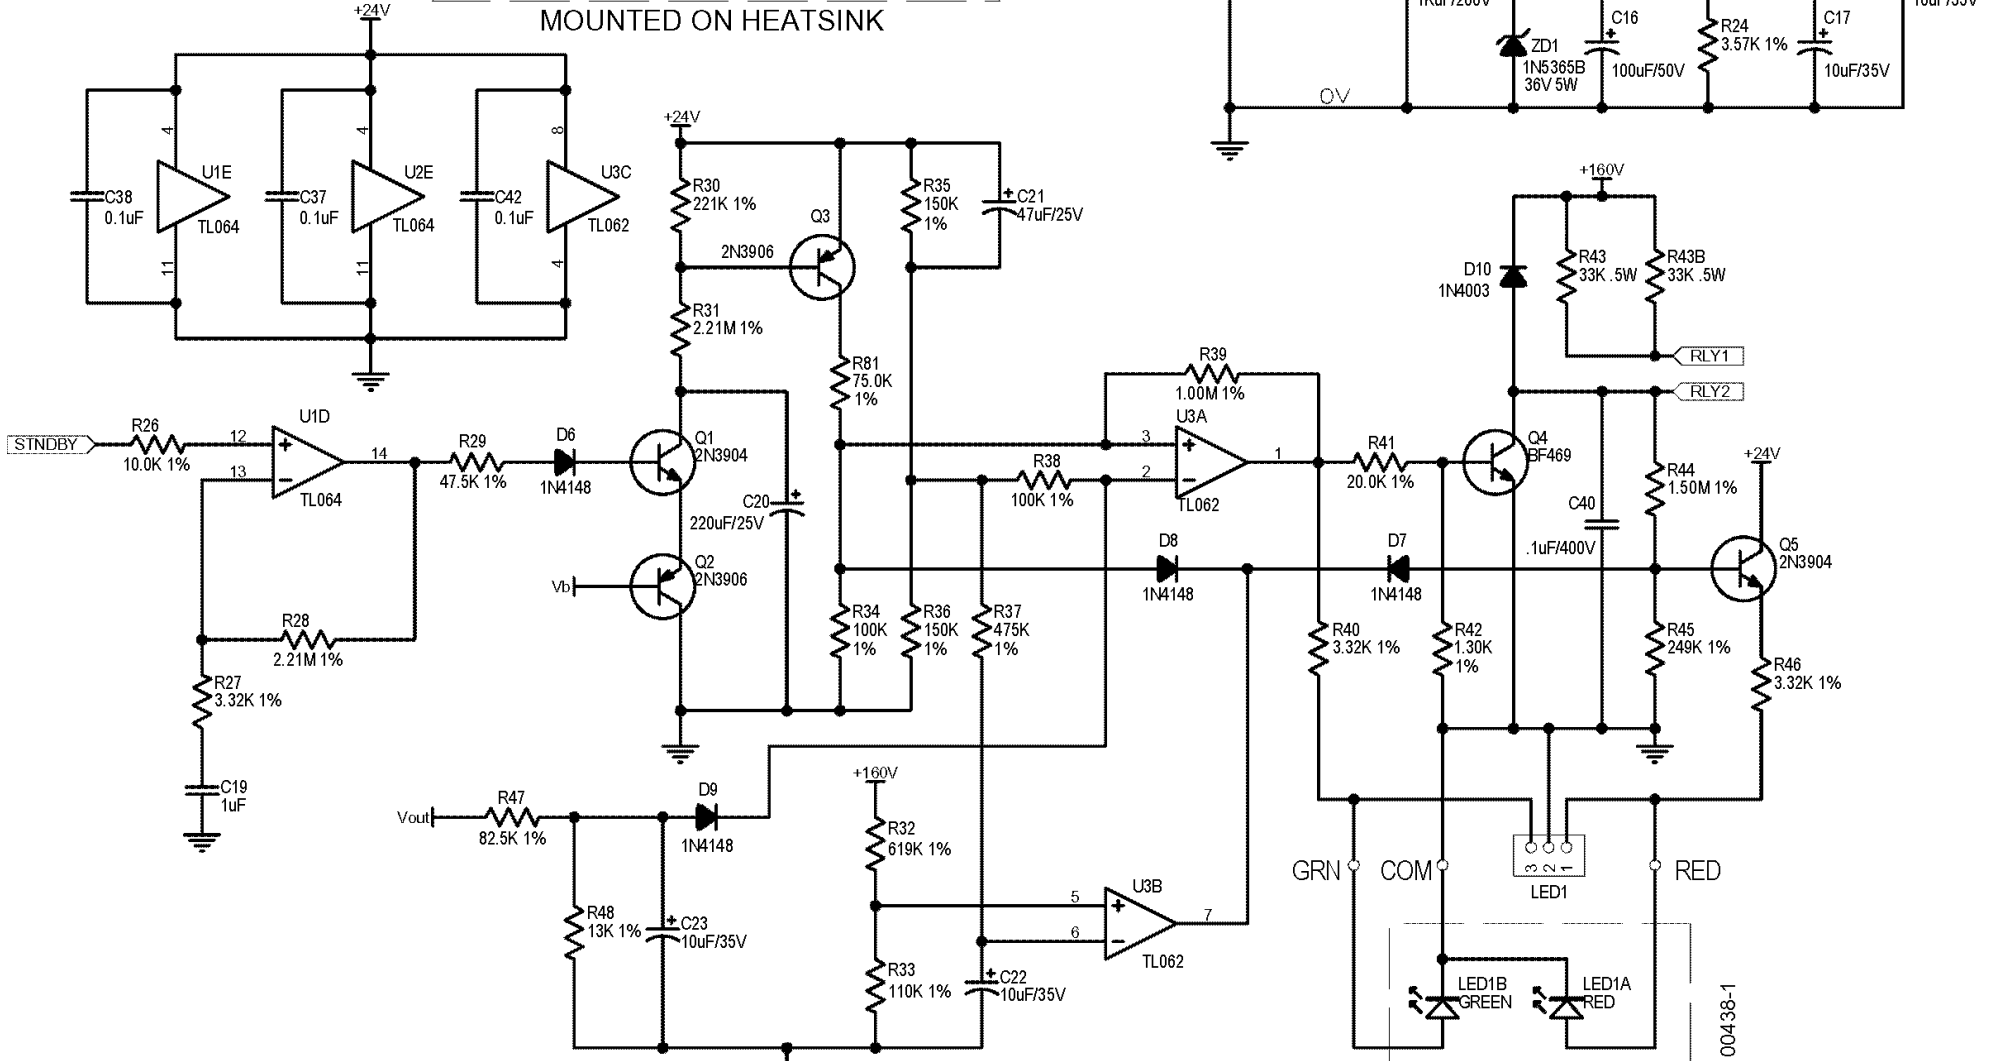 +24V
MOUNTED ON HEATSINK
C16
100uF/50V
ZD1
1N5365B
36V 5W
R24
3.57K 1%
C17
10uF/35V
OV
4
U1E
C38
0.1uF
TL064
11
4
U2E
C37
0.1uF
TL064
11
8
U3C
C42
0.1uF
TL062
4
+24V
R30
221K 1%
Q3
2N3906
R35
150K
1%
C21
47uF/25V
R31
2.21M 1%
R81
75.0K
1%
+160V
D10
1N4003
R43
33K .5W
R43B
33K .5W
RLY1
RLY2
STNDBY
R26
10.0K 1%
U1D
12
13
14
TL064
R29
47.5K 1%
D6
1N4148
Q1
2N3904
C20
220uF/25V
Q2
2N3906
Vb
R28
2.21M 1%
R27
3.32K 1%
C19
1uF
R39
1.00M 1%
U3A
3
2
1
TL062
R38
100K 1%
R41
20.0K 1%
Q4
BF469
C40
.1uF/400V
R44
1.50M 1%
+24V
Q5
2N3904
D8
1N4148
D7
1N4148
R34
100K
1%
R36
150K
1%
R37
475K
1%
R40
3.32K 1%
R42
1.30K
1%
R45
249K 1%
R46
3.32K 1%
Vout
R47
82.5K 1%
D9
1N4148
+160V
R32
619K 1%
R48
13K 1%
C23
10uF/35V
R33
110K 1%
C22
10uF/35V
U3B
5
6
7
TL062
GRN
COM
RED
3
2
1
LED1
LED1B
GREEN
LED1A
RED
00438-1